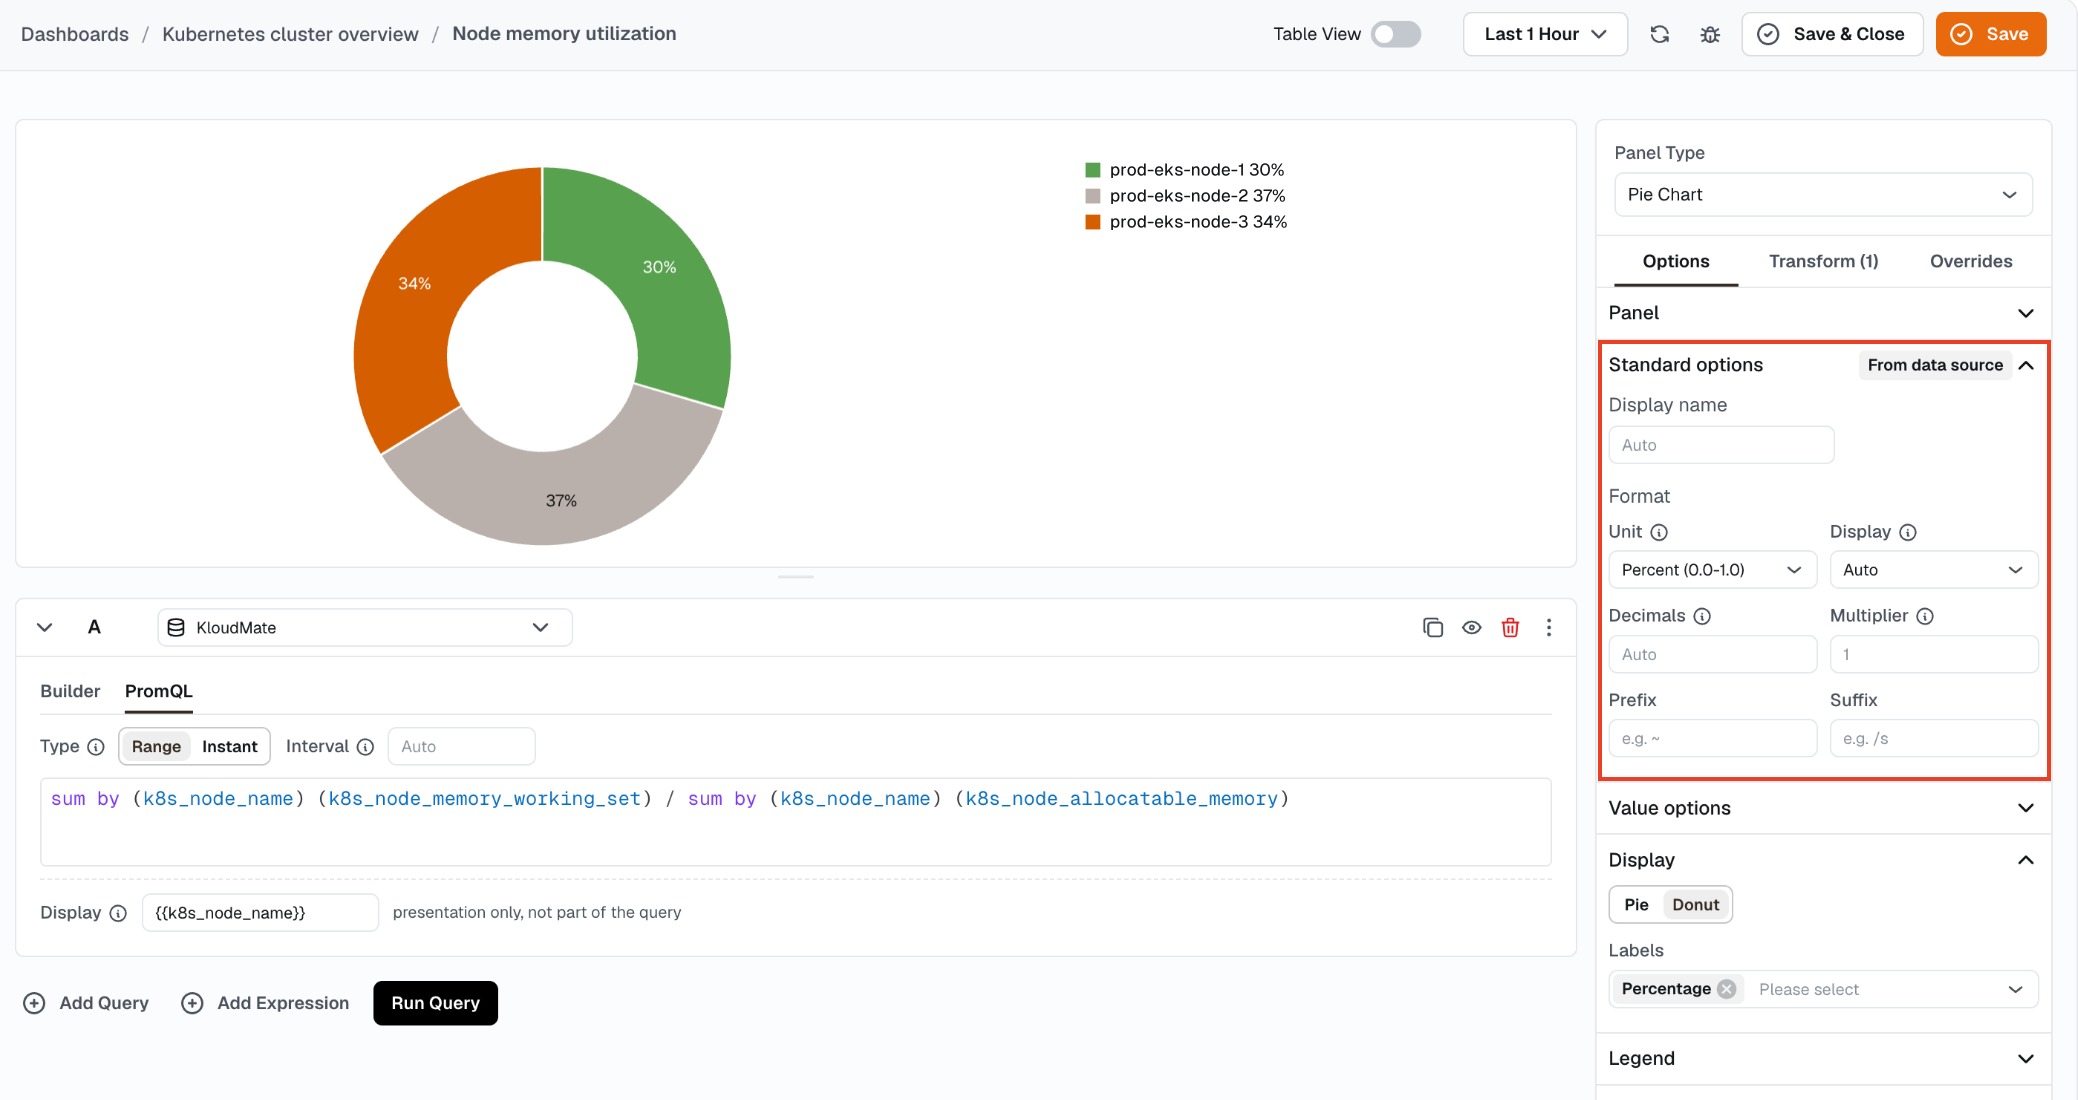 Dashboards / Kubernetes cluster overview / Node memory utilization
Table View
Last 1 Hour
Save & Close
Save
prod-eks-node-1 30%
prod-eks-node-2 37%
prod-eks-node-3 34%
30%
34%
37%
Panel Type
Pie Chart
Options
Transform (1)
Overrides
Panel
Standard options
From data source
Display name
Auto
Format
Unit
Display
Percent (0.0-1.0)
Auto
Decimals
Multiplier
Auto
1
Prefix
Suffix
e.g. ~
e.g. /s
Value options
Display
Pie
Donut
Labels
Percentage
Please select
Legend
A
KloudMate
Builder
PromQL
Type
Range
Instant
Interval
Auto
sum by (k8s_node_name) (k8s_node_memory_working_set) / sum by (k8s_node_name) (k8s_node_allocatable_memory)
Display
{{k8s_node_name}}
presentation only, not part of the query
Add Query
Add Expression
Run Query